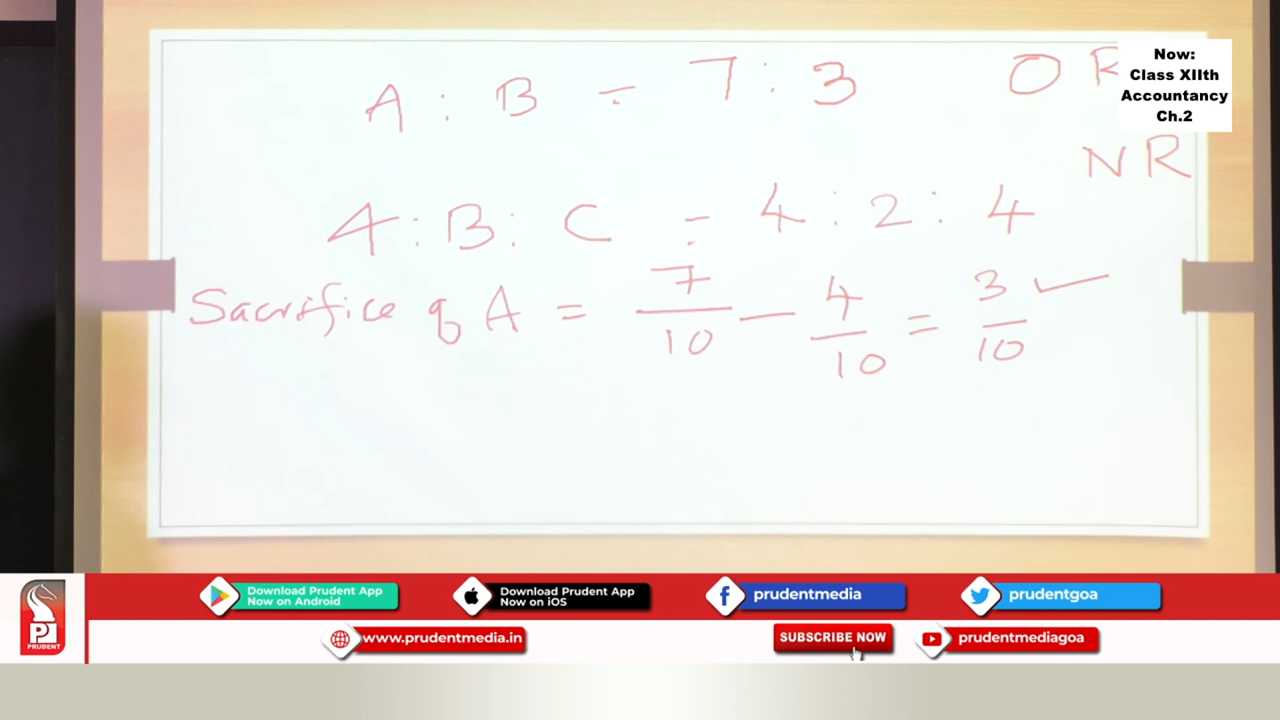 A : B = 7 : 3 O R
Now:
Class XIIth
Accountancy
Ch.2
N R
A : B : C = 4 : 2 : 4
Sacrifice of A = 7/10 — 4/10 = 3/10 ✓
Download Prudent App
Now on Android
Download Prudent App
Now on iOS
prudentmedia
prudentgoa
PRUDENT
www.prudentmedia.in
SUBSCRIBE NOW
prudentmediagoa